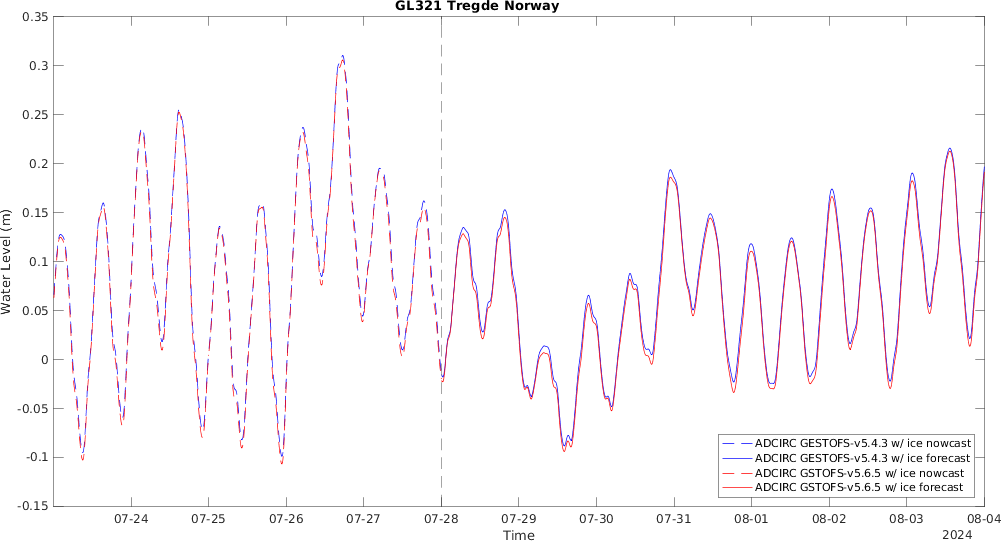 GL321 Tregde Norway
0.35
0.3
0.25
0.2
0.15
0.1
0.05
0
-0.05
-0.1
-0.15
Water Level (m)
07-24 07-25 07-26 07-27 07-28 07-29 07-30 07-31 08-01 08-02 08-03 08-04
Time
2024
ADCIRC GESTOFS-v5.4.3 w/ ice nowcast
ADCIRC GESTOFS-v5.4.3 w/ ice forecast
ADCIRC GSTOFS-v5.6.5 w/ ice nowcast
ADCIRC GSTOFS-v5.6.5 w/ ice forecast